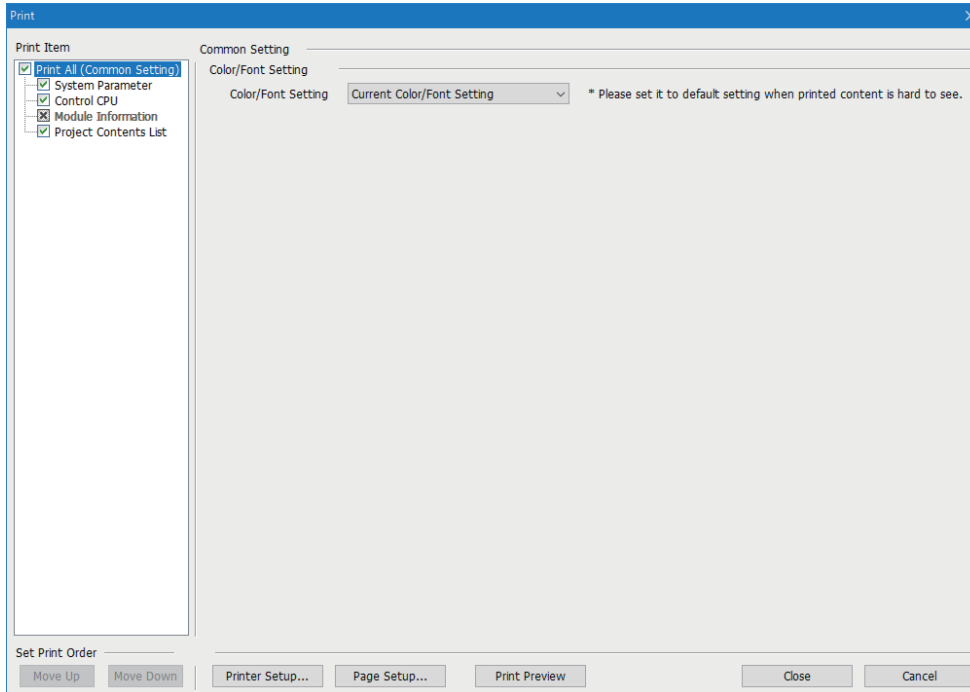 Print
Print Item
Print All (Common Setting)
System Parameter
Control CPU
Module Information
Project Contents List
Common Setting
Color/Font Setting
Color/Font Setting Current Color/Font Setting * Please set it to default setting when printed content is hard to see.
Set Print Order
Move Up Move Down Printer Setup... Page Setup... Print Preview Close Cancel